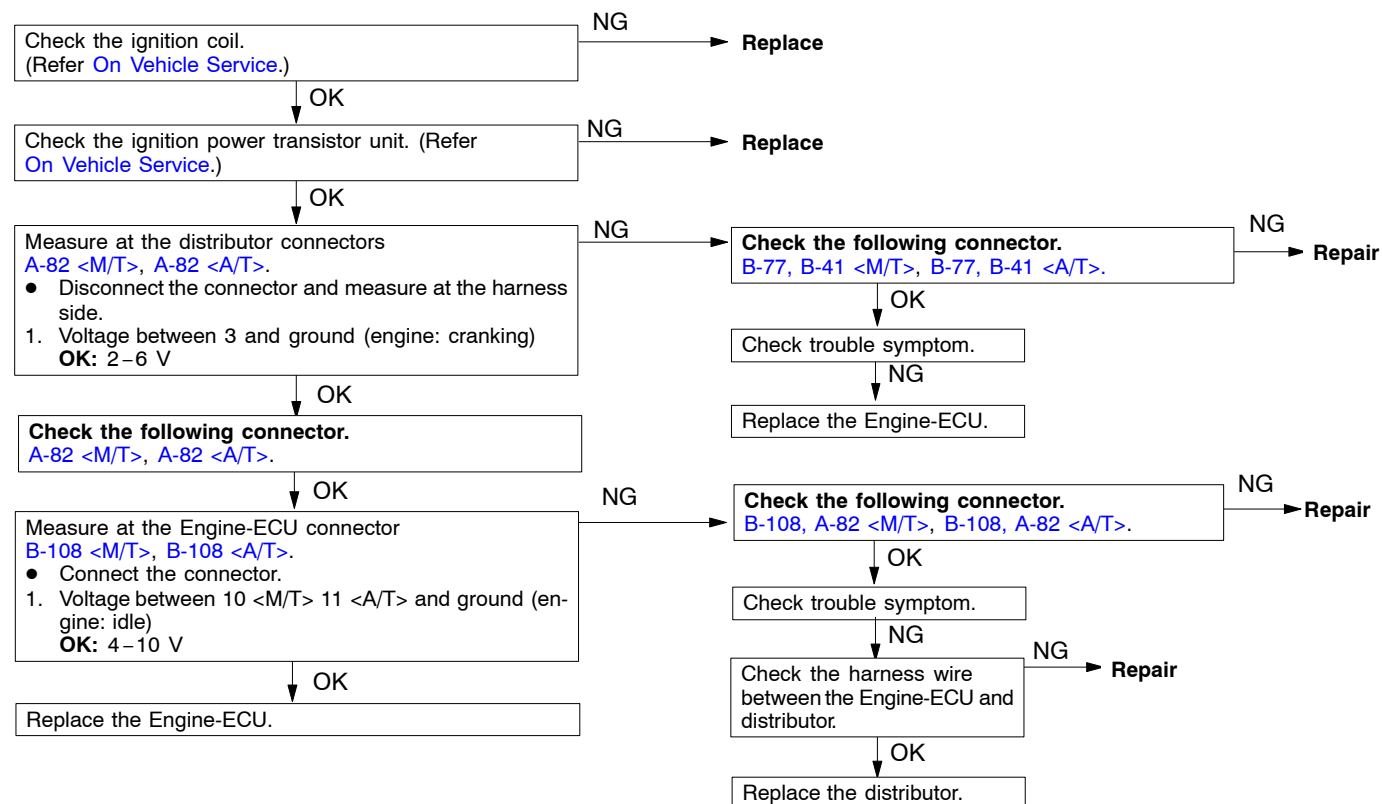 Check the ignition coil.
(Refer On Vehicle Service.)
NG
Replace
OK
Check the ignition power transistor unit. (Refer
On Vehicle Service.)
NG
Replace
OK
Measure at the distributor connectors
A-82 <M/T>, A-82 <A/T>.
● Disconnect the connector and measure at the harness
side.
1. Voltage between 3 and ground (engine: cranking)
OK: 2–6 V
NG
Check the following connector.
B-77, B-41 <M/T>, B-77, B-41 <A/T>.
NG
Repair
OK
Check trouble symptom.
NG
Replace the Engine-ECU.
OK
Check the following connector.
A-82 <M/T>, A-82 <A/T>.
OK
Measure at the Engine-ECU connector
B-108 <M/T>, B-108 <A/T>.
● Connect the connector.
1. Voltage between 10 <M/T> 11 <A/T> and ground (en-
gine: idle)
OK: 4–10 V
NG
Check the following connector.
B-108, A-82 <M/T>, B-108, A-82 <A/T>.
NG
Repair
OK
Check trouble symptom.
NG
Check the harness wire
between the Engine-ECU and
distributor.
NG
Repair
OK
Replace the distributor.
OK
Replace the Engine-ECU.